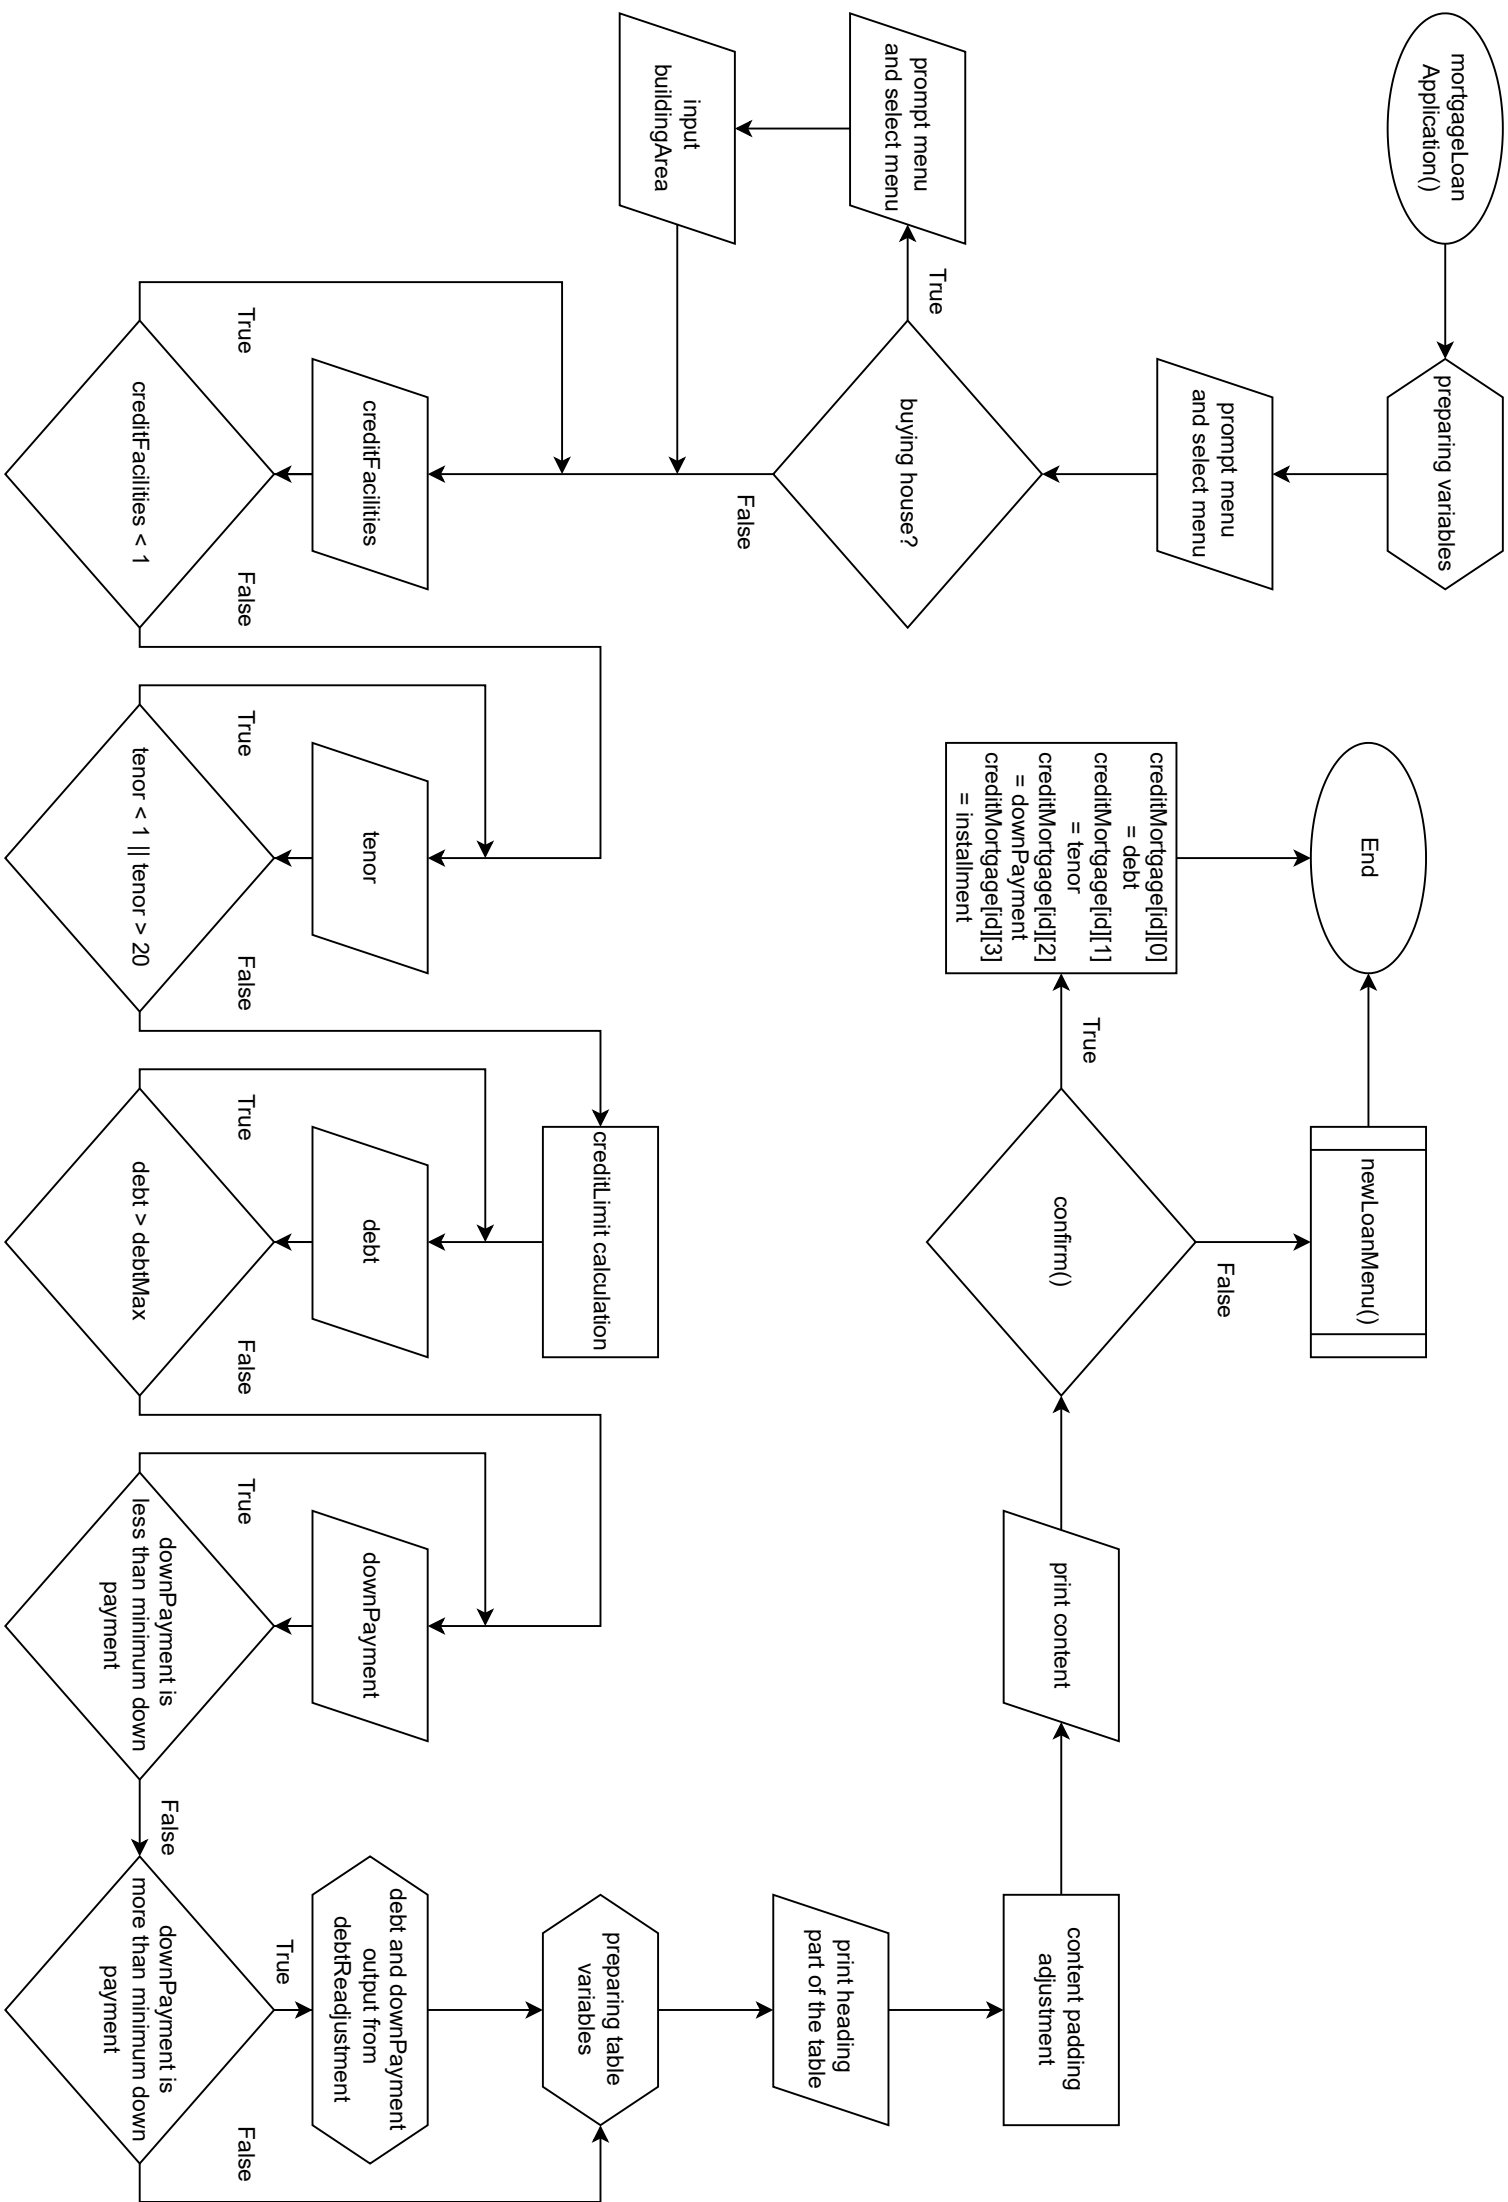 mortgageLoan
Application()
preparing variables
prompt menu
and select menu
buying house?
True
False
prompt menu
and select menu
input
buildingArea
creditFacilities
creditFacilities < 1
True
False
tenor
tenor < 1 || tenor > 20
True
False
creditLimit calculation
debt
debt > debtMax
True
False
downPayment
downPayment is
less than minimum down
payment
True
False
downPayment is
more than minimum down
payment
True
False
debt and downPayment
output from
debtReadjustment
preparing table
variables
print heading
part of the table
content padding
adjustment
print content
confirm()
True
False
creditMortgage[id][0]
= debt
creditMortgage[id][1]
= tenor
creditMortgage[id][2]
= downPayment
creditMortgage[id][3]
= installment
newLoanMenu()
End